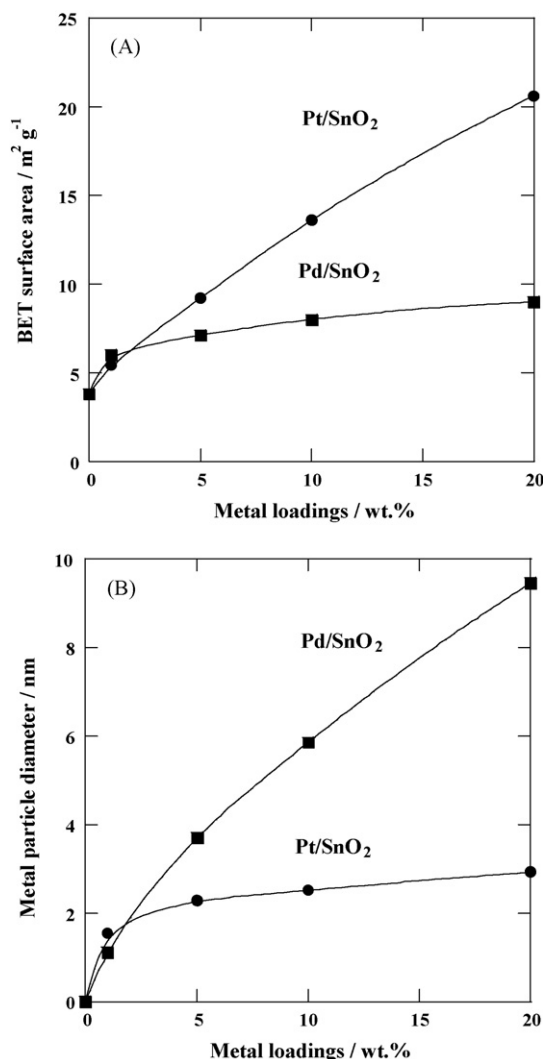 (A)
25
20
15
10
5
0
BET surface area / m² g⁻¹
Pt/SnO₂
Pd/SnO₂
0 5 10 15 20
Metal loadings / wt.%
(B)
10
8
6
4
2
0
Metal particle diameter / nm
Pd/SnO₂
Pt/SnO₂
0 5 10 15 20
Metal loadings / wt.%